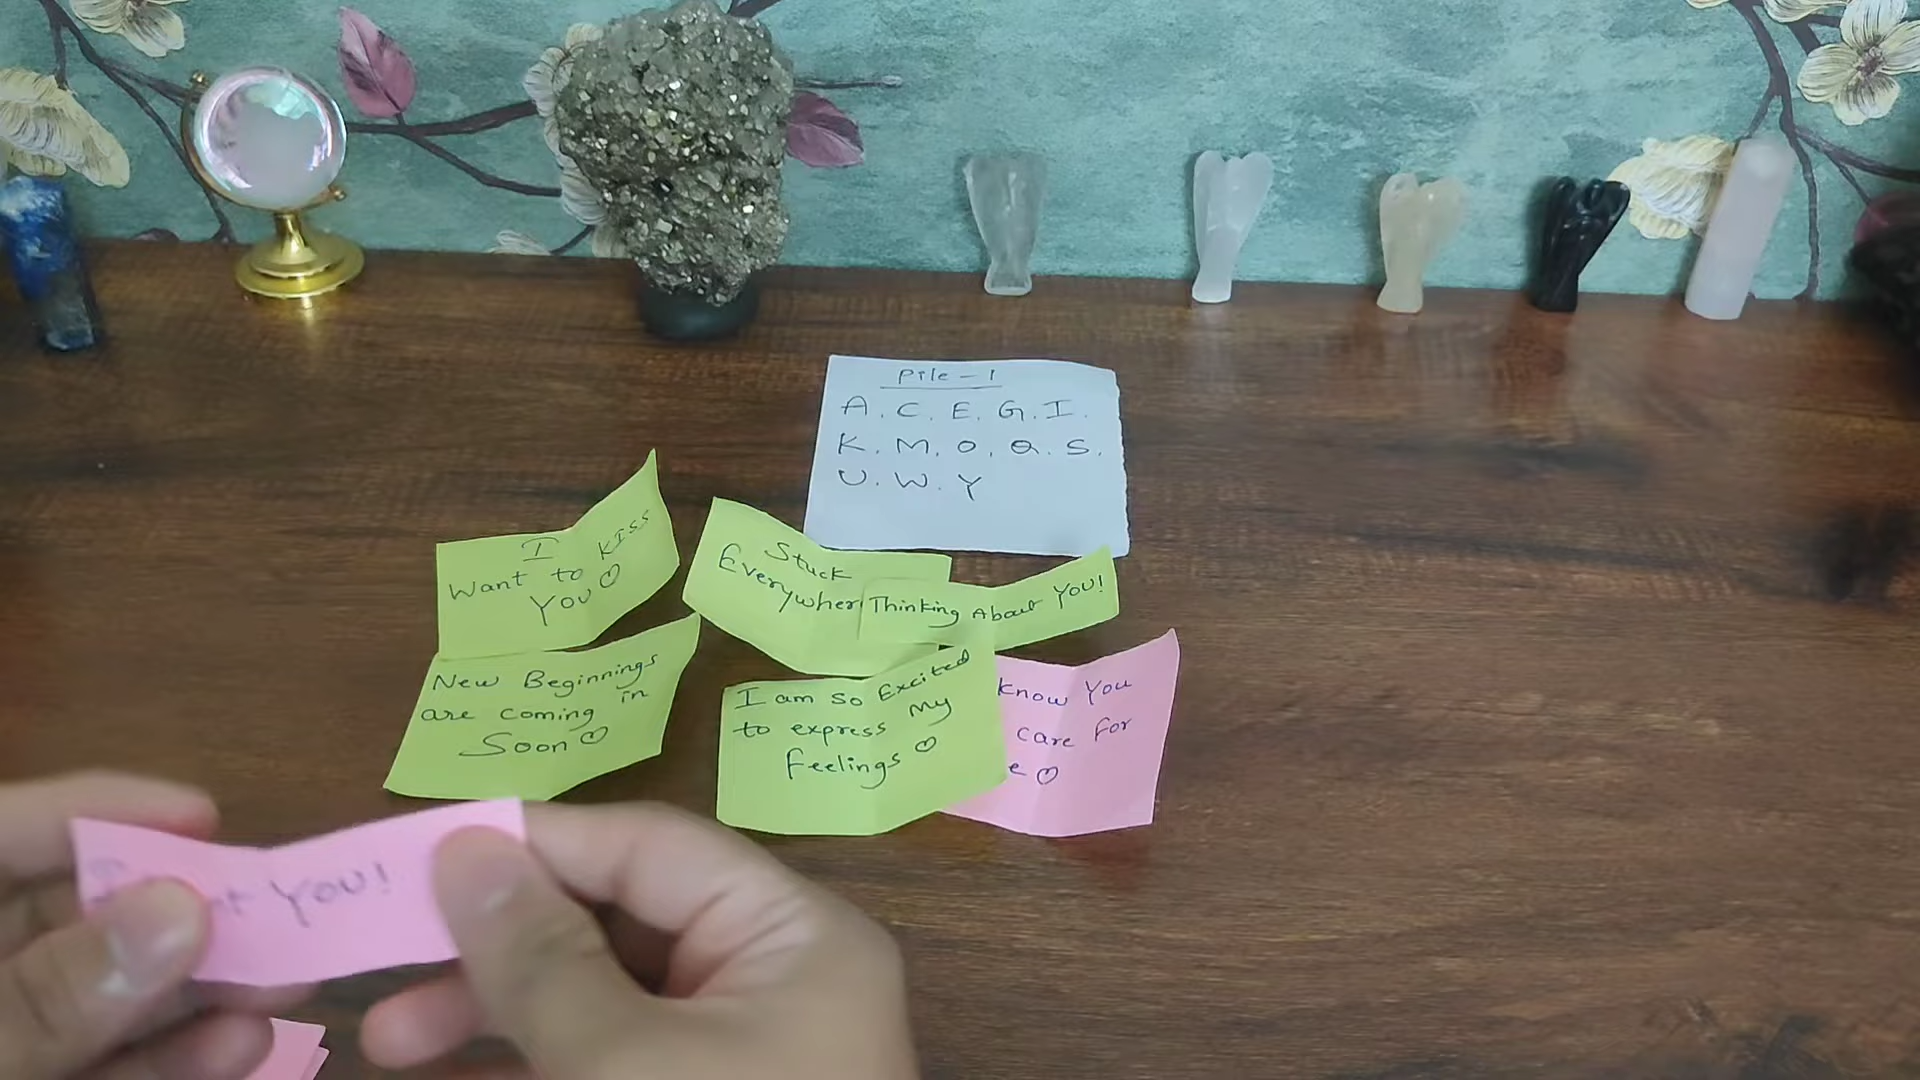 Pile - 1
A. C. E. G. I.
K. M. O. Q. S.
U. W. Y
I
Want to KISS
YOU♡
Stuck
Everywher
Thinking About YOU!
New Beginnings
are coming in
Soon♡
I am so Excited
to express my
feelings♡
know You
care for
e♡
You!